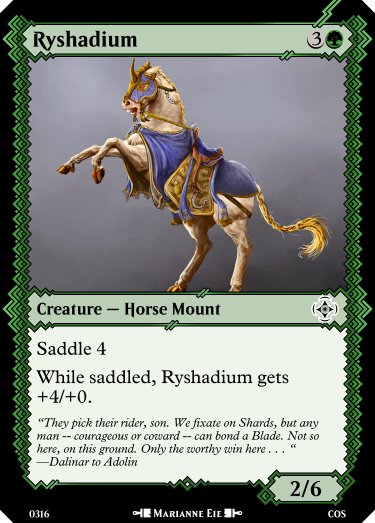 Ryshadium 3
Creature — Horse Mount
Saddle 4
While saddled, Ryshadium gets
+4/+0.
“They pick their rider, son. We fixate on Shards, but any
man -- courageous or coward -- can bond a Blade. Not so
here, on this ground. Only the worthy win here . . . “
—Dalinar to Adolin
2/6
0316 Marianne Eie COS